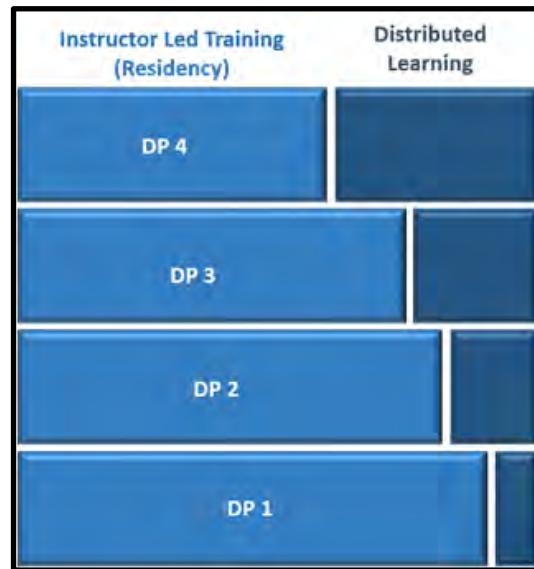 Instructor Led Training
(Residency)
Distributed
Learning
DP 4
DP 3
DP 2
DP 1